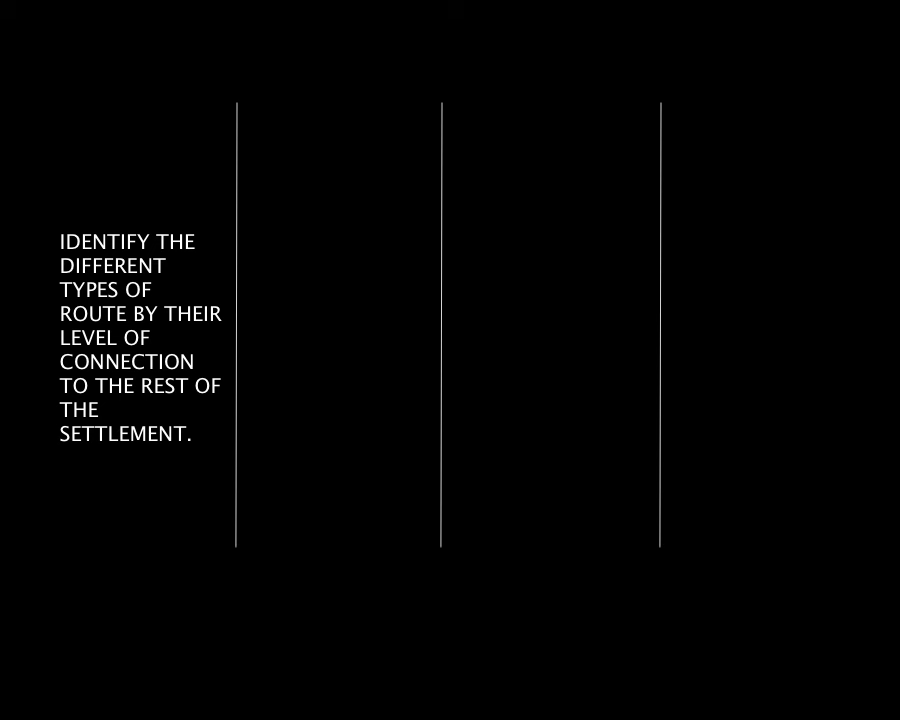 IDENTIFY THE
DIFFERENT
TYPES OF
ROUTE BY THEIR
LEVEL OF
CONNECTION
TO THE REST OF
THE
SETTLEMENT.